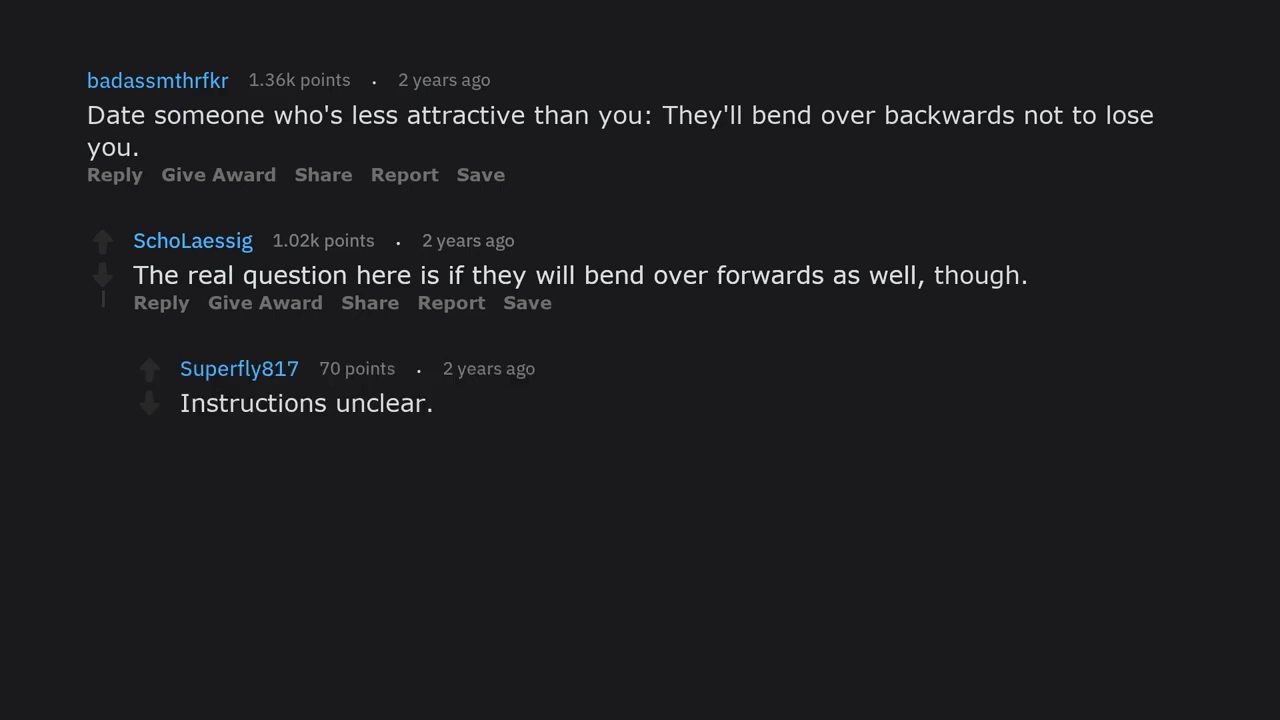 badassmthrfkr 1.36k points . 2 years ago
Date someone who's less attractive than you: They'll bend over backwards not to lose
you.
Reply Give Award Share Report Save
SchoLaessig 1.02k points . 2 years ago
The real question here is if they will bend over forwards as well, though.
Reply Give Award Share Report Save
Superfly817 70 points . 2 years ago
Instructions unclear.